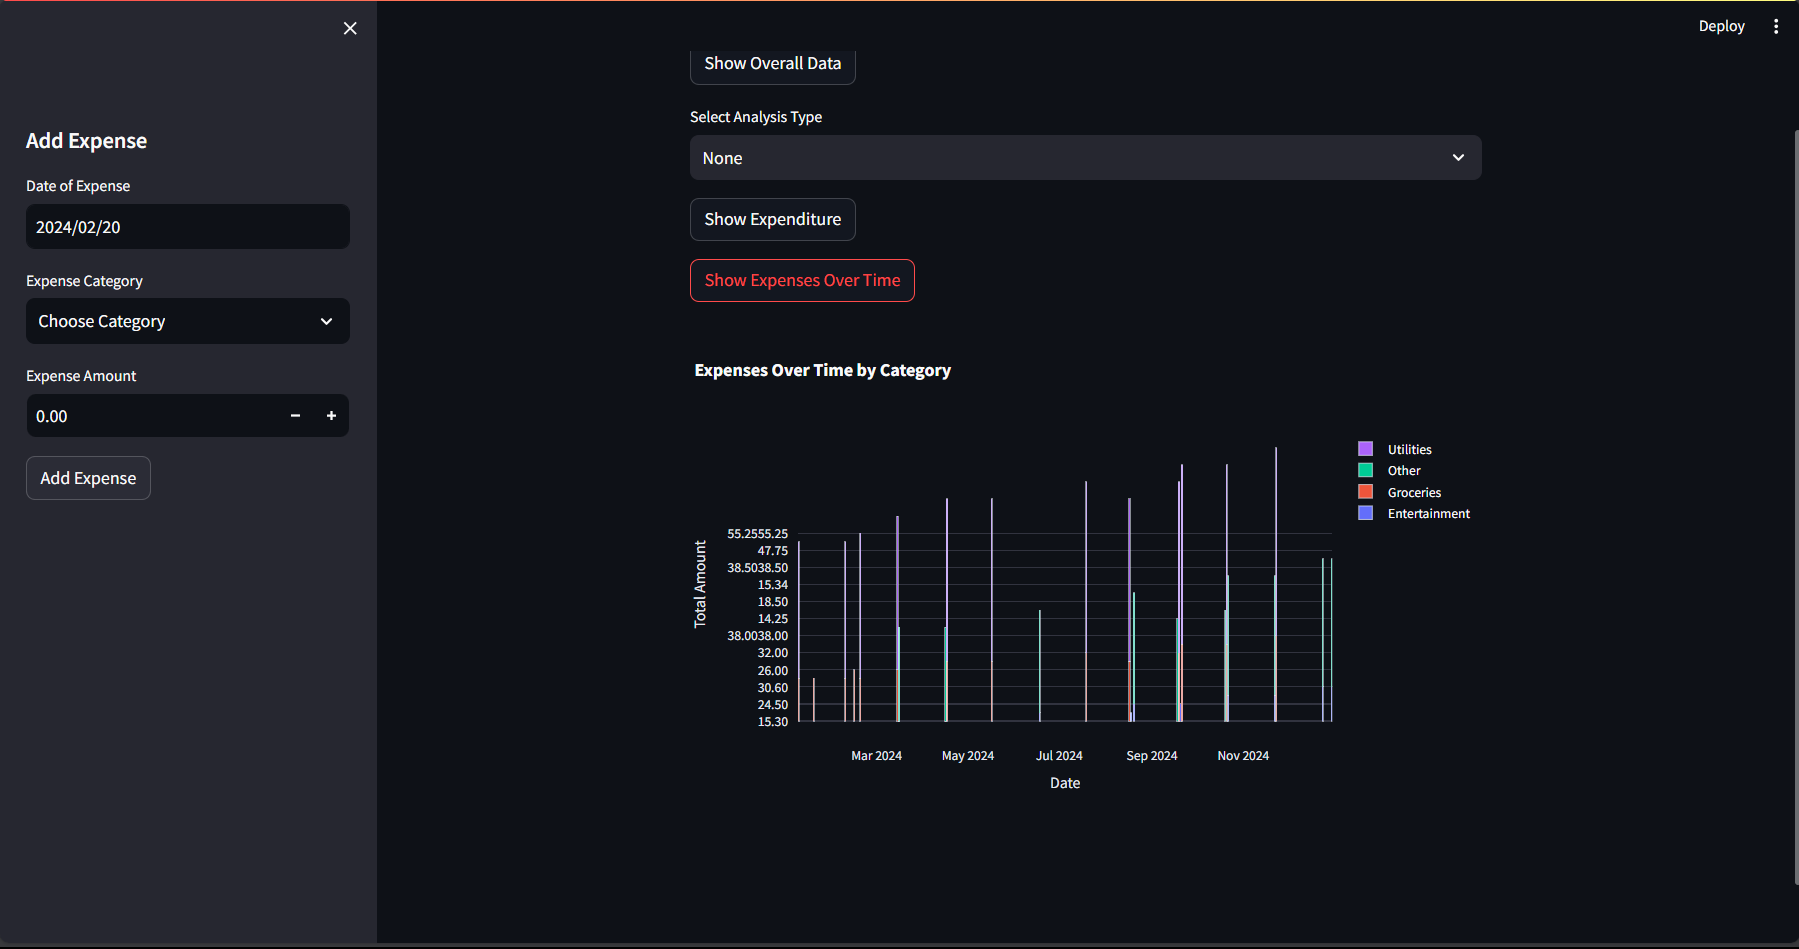 Deploy
Add Expense
Date of Expense
2024/02/20
Expense Category
Choose Category
Expense Amount
0.00
Add Expense
Show Overall Data
Select Analysis Type
None
Show Expenditure
Show Expenses Over Time
Expenses Over Time by Category
Utilities
Other
Groceries
Entertainment
Total Amount
55.2555.25
47.75
38.5038.50
15.34
18.50
14.25
38.0038.00
32.00
26.00
30.60
24.50
15.30
Mar 2024
May 2024
Jul 2024
Sep 2024
Nov 2024
Date